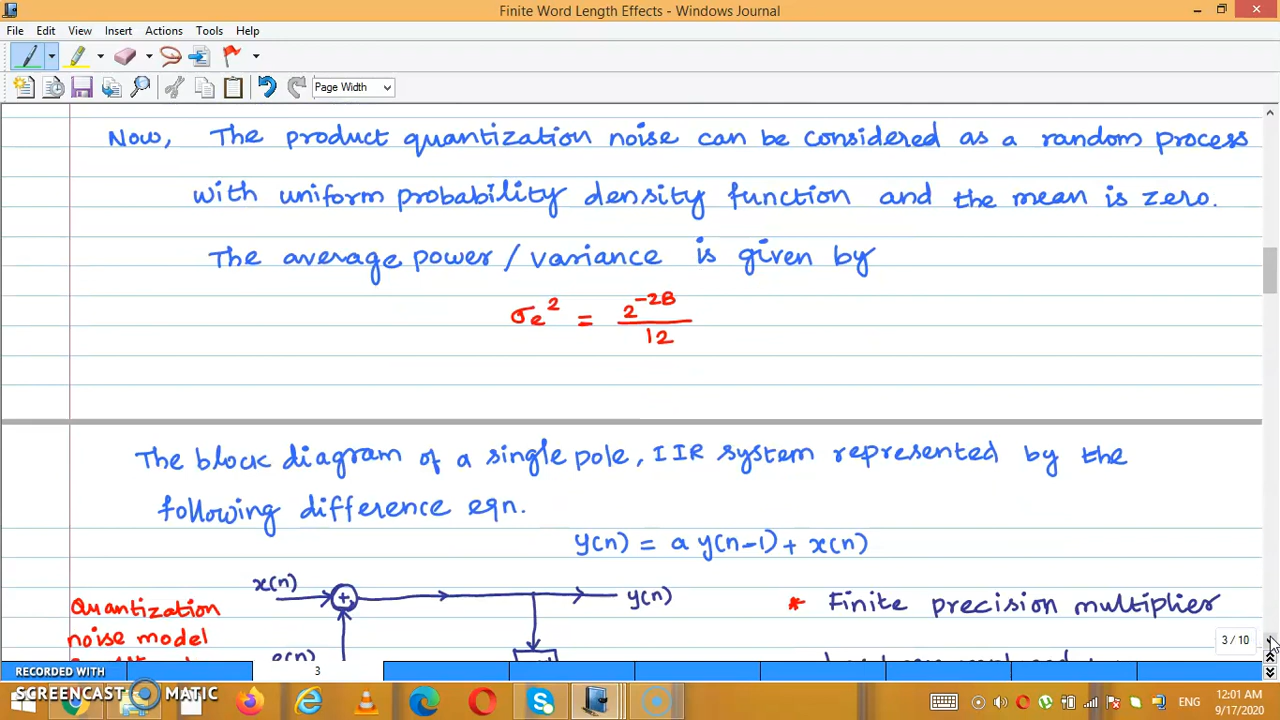 Finite Word Length Effects - Windows Journal
File Edit View Insert Actions Tools Help
Page Width
Now, The product quantization noise can be considered as a random process
with uniform probability density function and the mean is zero.
The average power / variance is given by
σe² = 2^-2B / 12
The block diagram of a single pole, IIR system represented by the
following difference eqn.
y(n) = a y(n-1) + x(n)
x(n)
+
y(n)
Quantization
noise model
e(n)
* Finite precision multiplier
3 / 10
3
RECORDED WITH
SCREENCAST MATIC
ENG
12:01 AM
9/17/2020